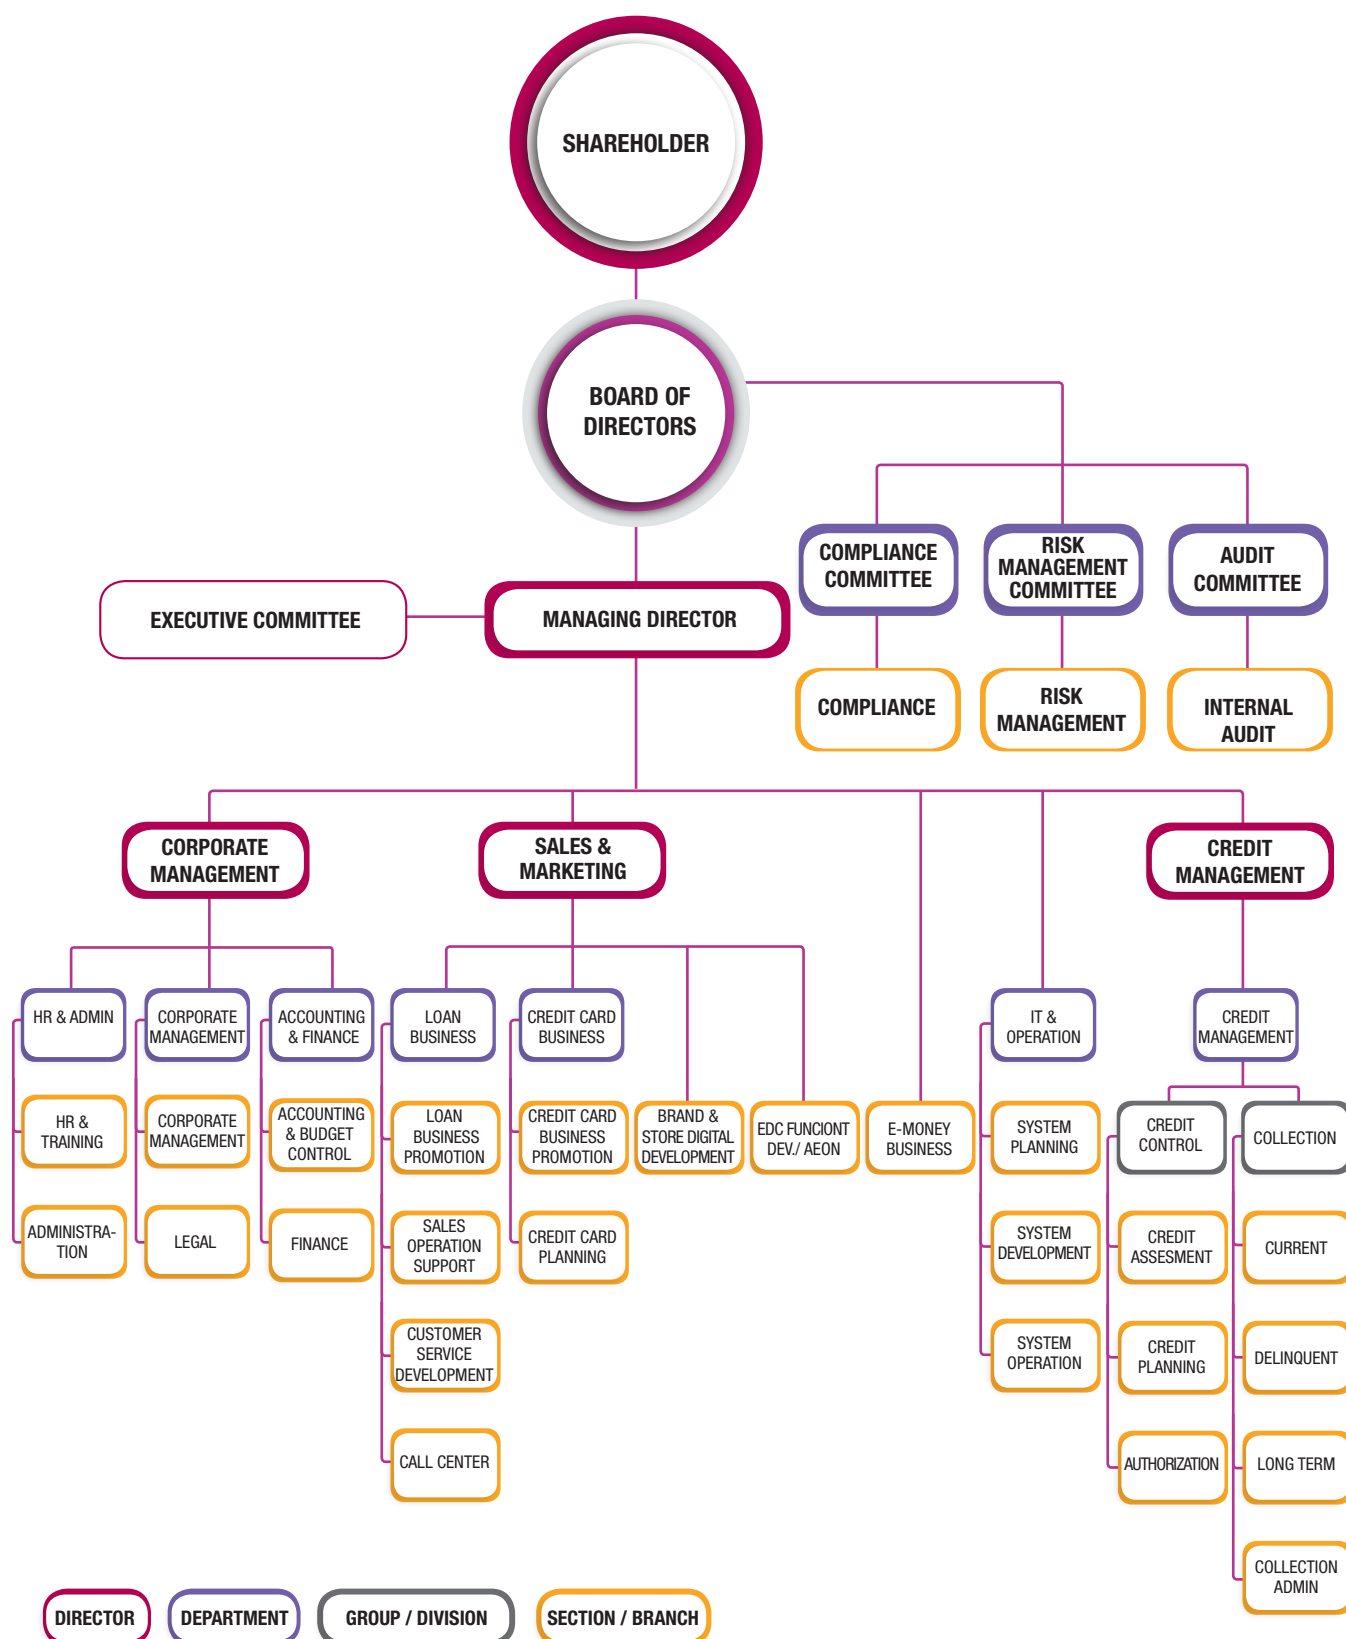 SHAREHOLDER
BOARD OF
DIRECTORS
COMPLIANCE
COMMITTEE
RISK
MANAGEMENT
COMMITTEE
AUDIT
COMMITTEE
EXECUTIVE COMMITTEE
MANAGING DIRECTOR
COMPLIANCE
RISK
MANAGEMENT
INTERNAL
AUDIT
CORPORATE
MANAGEMENT
SALES &
MARKETING
CREDIT
MANAGEMENT
HR & ADMIN
CORPORATE
MANAGEMENT
ACCOUNTING
& FINANCE
LOAN
BUSINESS
CREDIT CARD
BUSINESS
IT &
OPERATION
CREDIT
MANAGEMENT
HR &
TRAINING
CORPORATE
MANAGEMENT
ACCOUNTING
& BUDGET
CONTROL
LOAN
BUSINESS
PROMOTION
CREDIT CARD
BUSINESS
PROMOTION
BRAND &
STORE DIGITAL
DEVELOPMENT
EDC FUNCIONT
DEV./ AEON
E-MONEY
BUSINESS
SYSTEM
PLANNING
CREDIT
CONTROL
COLLECTION
ADMINISTRA-
TION
LEGAL
FINANCE
SALES
OPERATION
SUPPORT
CREDIT CARD
PLANNING
SYSTEM
DEVELOPMENT
CREDIT
ASSESMENT
CURRENT
CUSTOMER
SERVICE
DEVELOPMENT
SYSTEM
OPERATION
CREDIT
PLANNING
DELINQUENT
CALL CENTER
AUTHORIZATION
LONG TERM
COLLECTION
ADMIN
DIRECTOR
DEPARTMENT
GROUP / DIVISION
SECTION / BRANCH